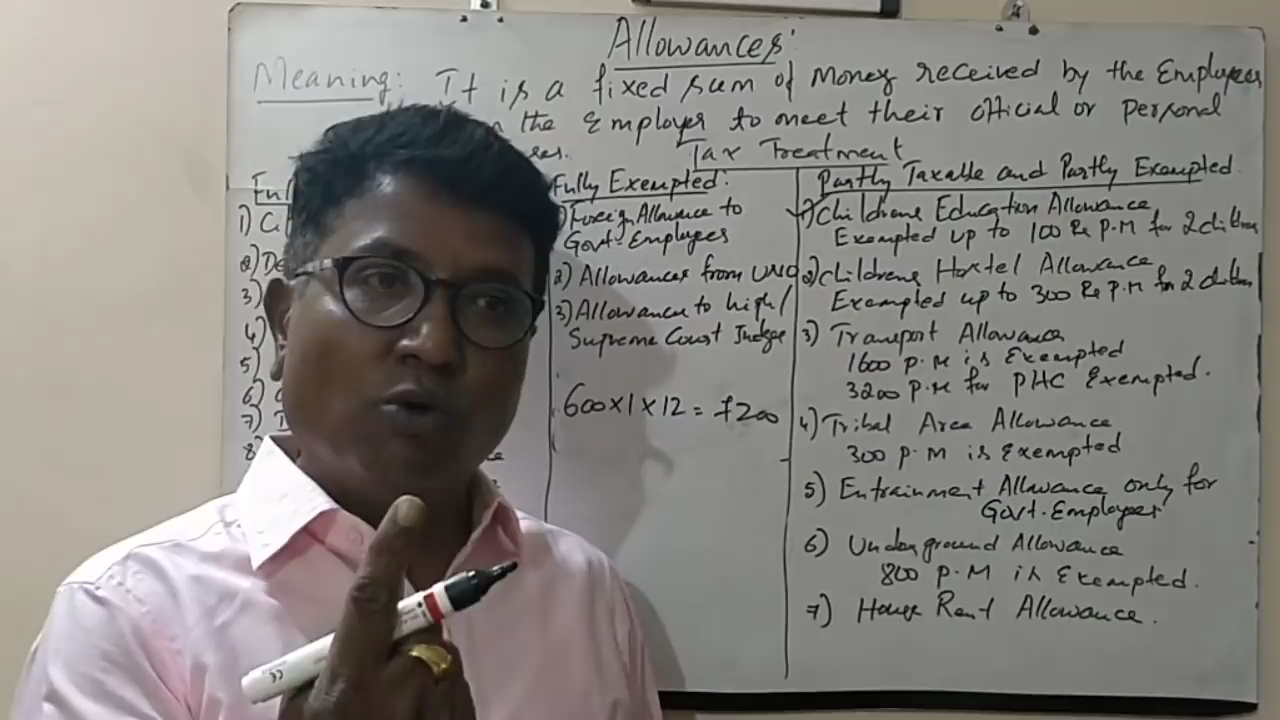 Allowances:
Meaning: It is a fixed sum of Money received by the Employees
the Employer to meet their official or personal
Tax Treatment
1)
2) De
3)
4)
5)
6)
7)
8)
Fully Exempted:
Foreign Allowance to
Govt. Employees
2) Allowances from UNO
3) Allowance to high/
Supreme Court Judge
600 x 1 x 12 = 7200
Partly Taxable and Partly Exempted.
1) Childrens Education Allowance
Exempted up to 100 Rs P.M for 2 children
2) Childrens Hostel Allowance
Exempted up to 300 Rs P.M for 2 children
3) Transport Allowance
1600 P.M is Exempted
3200 P.M for PHC Exempted.
4) Tribal Area Allowance
300 P.M is Exempted
5) Entrainment Allowance only for
Govt. Employees
6) Underground Allowance
800 P.M is Exempted.
7) House Rent Allowance.